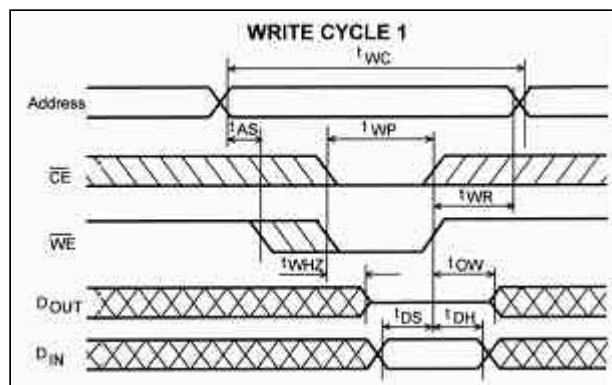 WRITE CYCLE 1
tWC
Address
tAS
tWP
CE
tWR
WE
tWHZ
tOW
DOUT
tDS
tDH
DIN